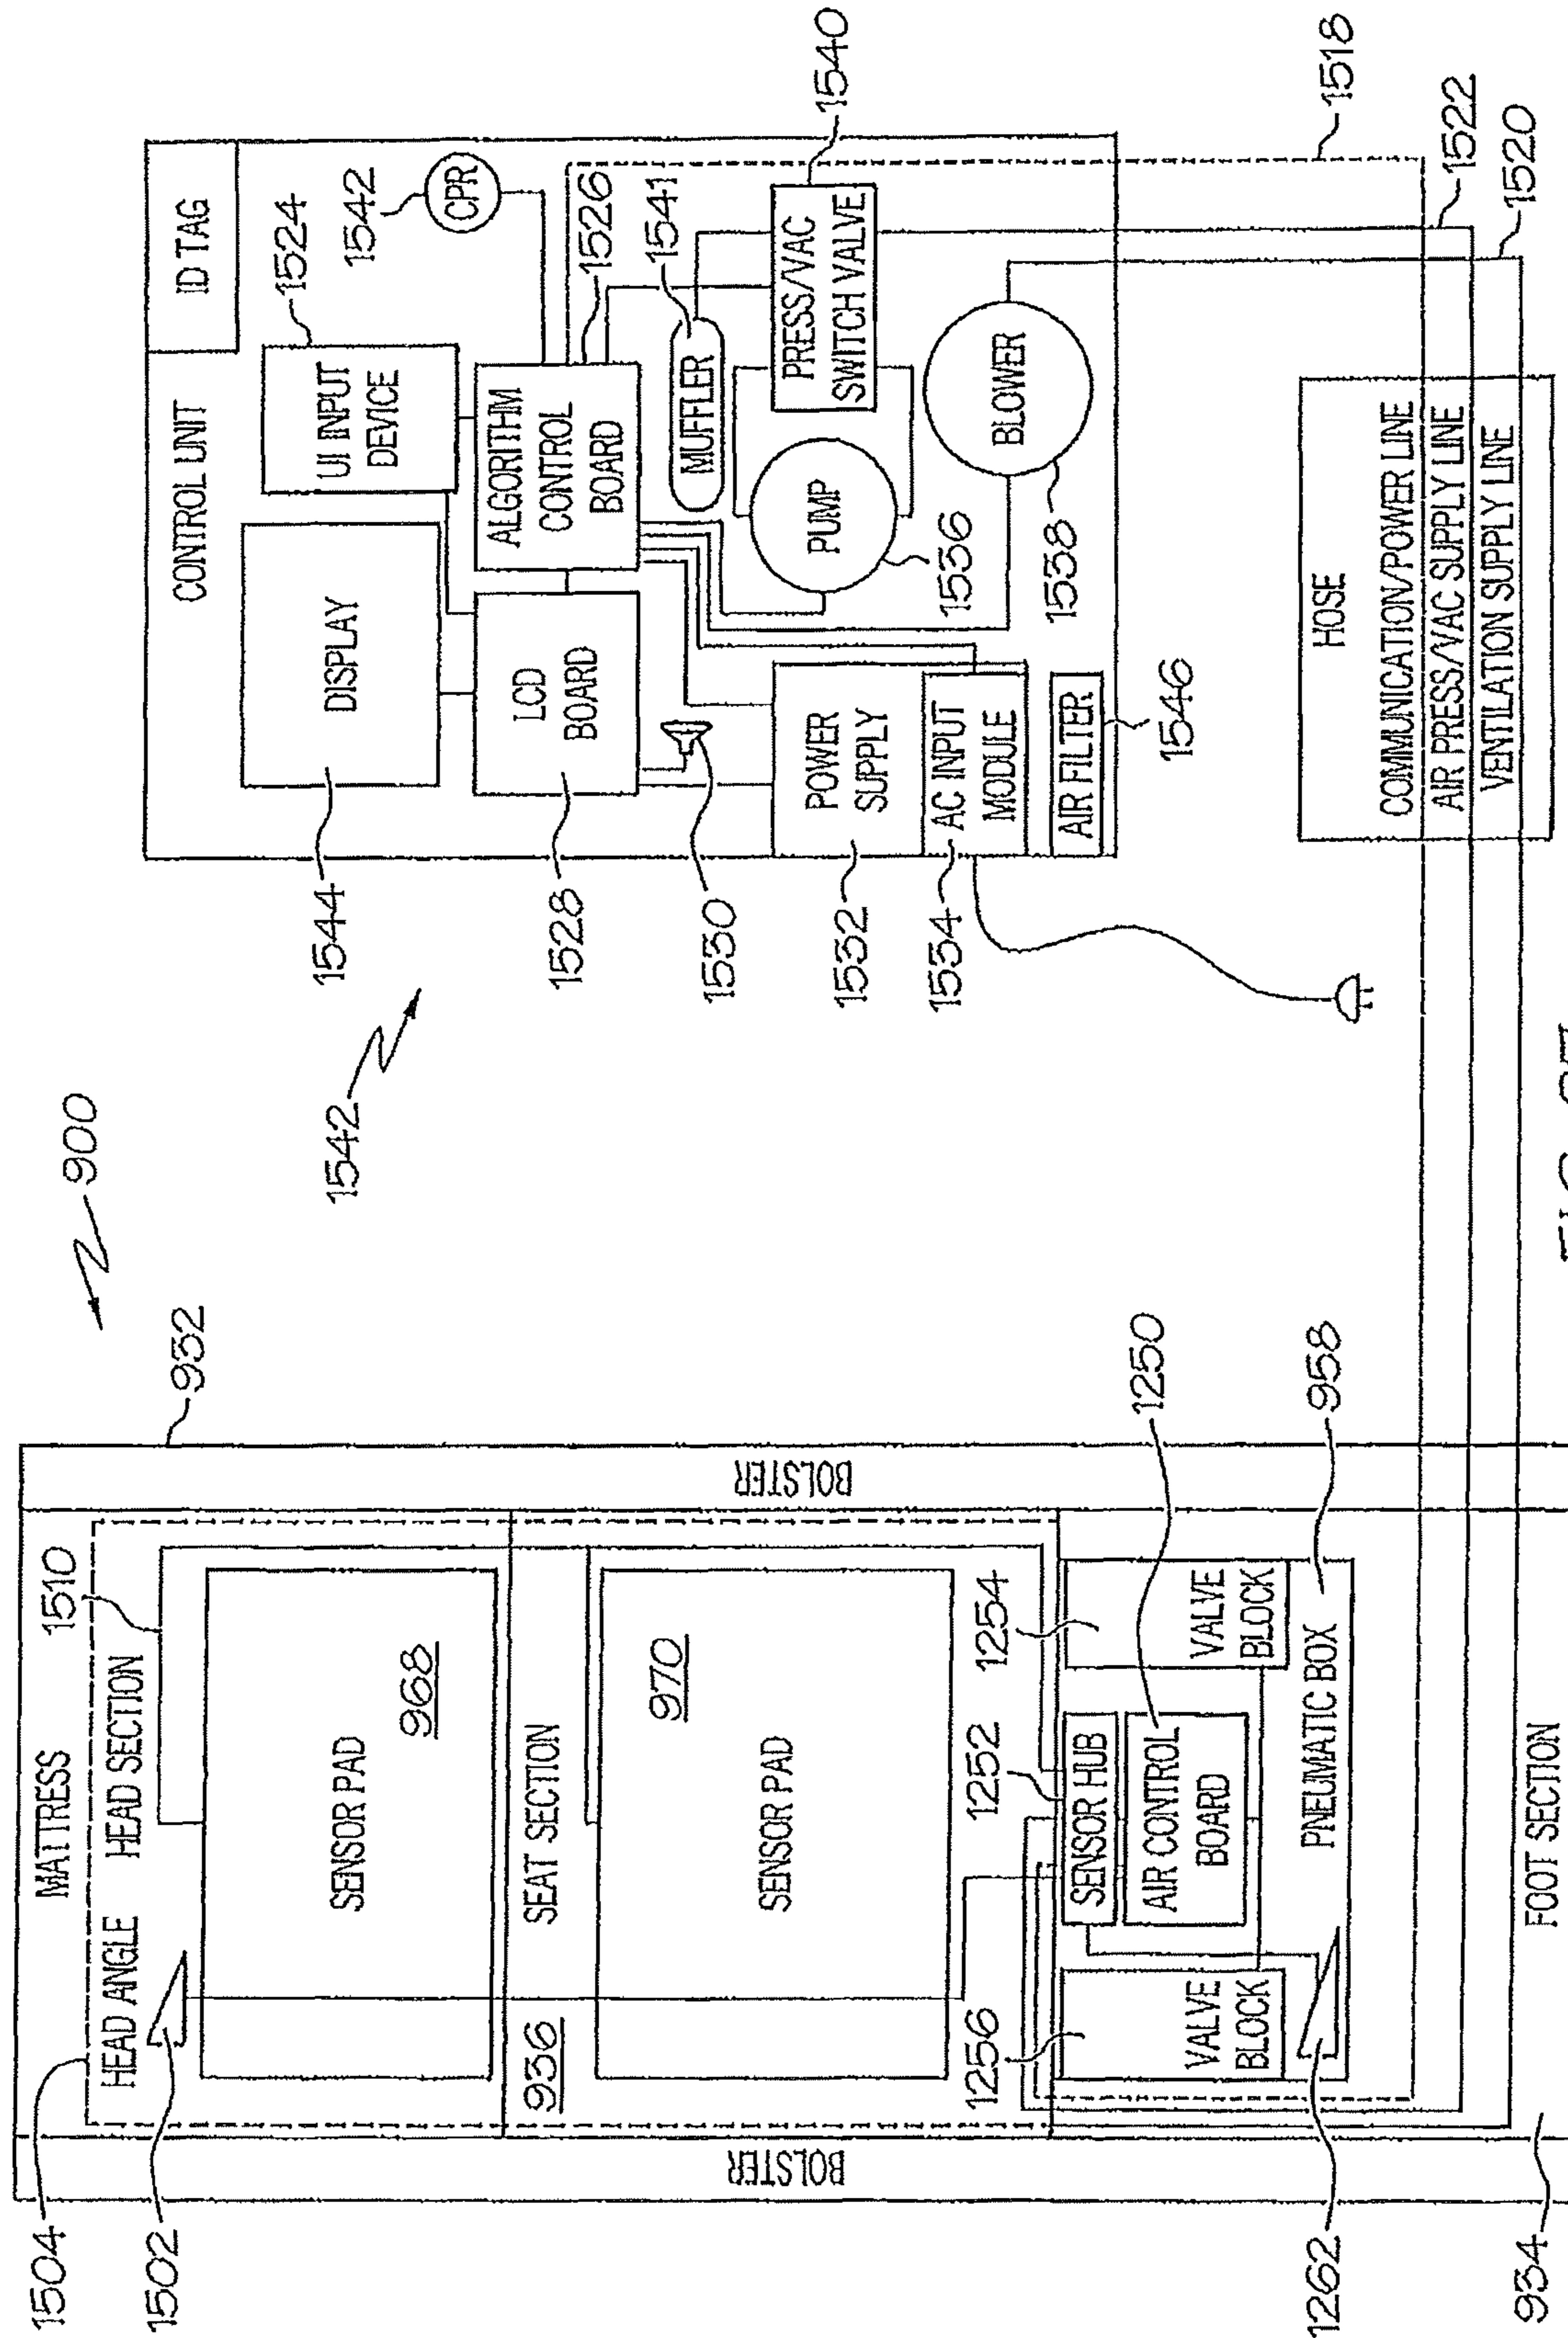 900
MATTRESS
1504
1502
HEAD ANGLE
HEAD SECTION
1510
932
SENSOR PAD
968
SEAT SECTION
936
SENSOR PAD
970
BOLSTER
BOLSTER
1256
1252
1254
1250
SENSOR HUB
AIR CONTROL
BOARD
VALVE
BLOCK
VALVE
BLOCK
PNEUMATIC BOX
958
1262
FOOT SECTION
934
1542
CONTROL UNIT
ID TAG
1544
DISPLAY
UI INPUT
DEVICE
1524
1542
CPR
1528
LCD
BOARD
ALGORITHM
CONTROL
BOARD
1526
1530
MUFFLER
1541
1532
POWER
SUPPLY
PUMP
1536
PRESS/VAC
SWITCH VALVE
1540
1534
AC INPUT
MODULE
BLOWER
1538
AIR FILTER
1546
HOSE
COMMUNICATION/POWER LINE
AIR PRESS/VAC SUPPLY LINE
VENTILATION SUPPLY LINE
1518
1522
1520